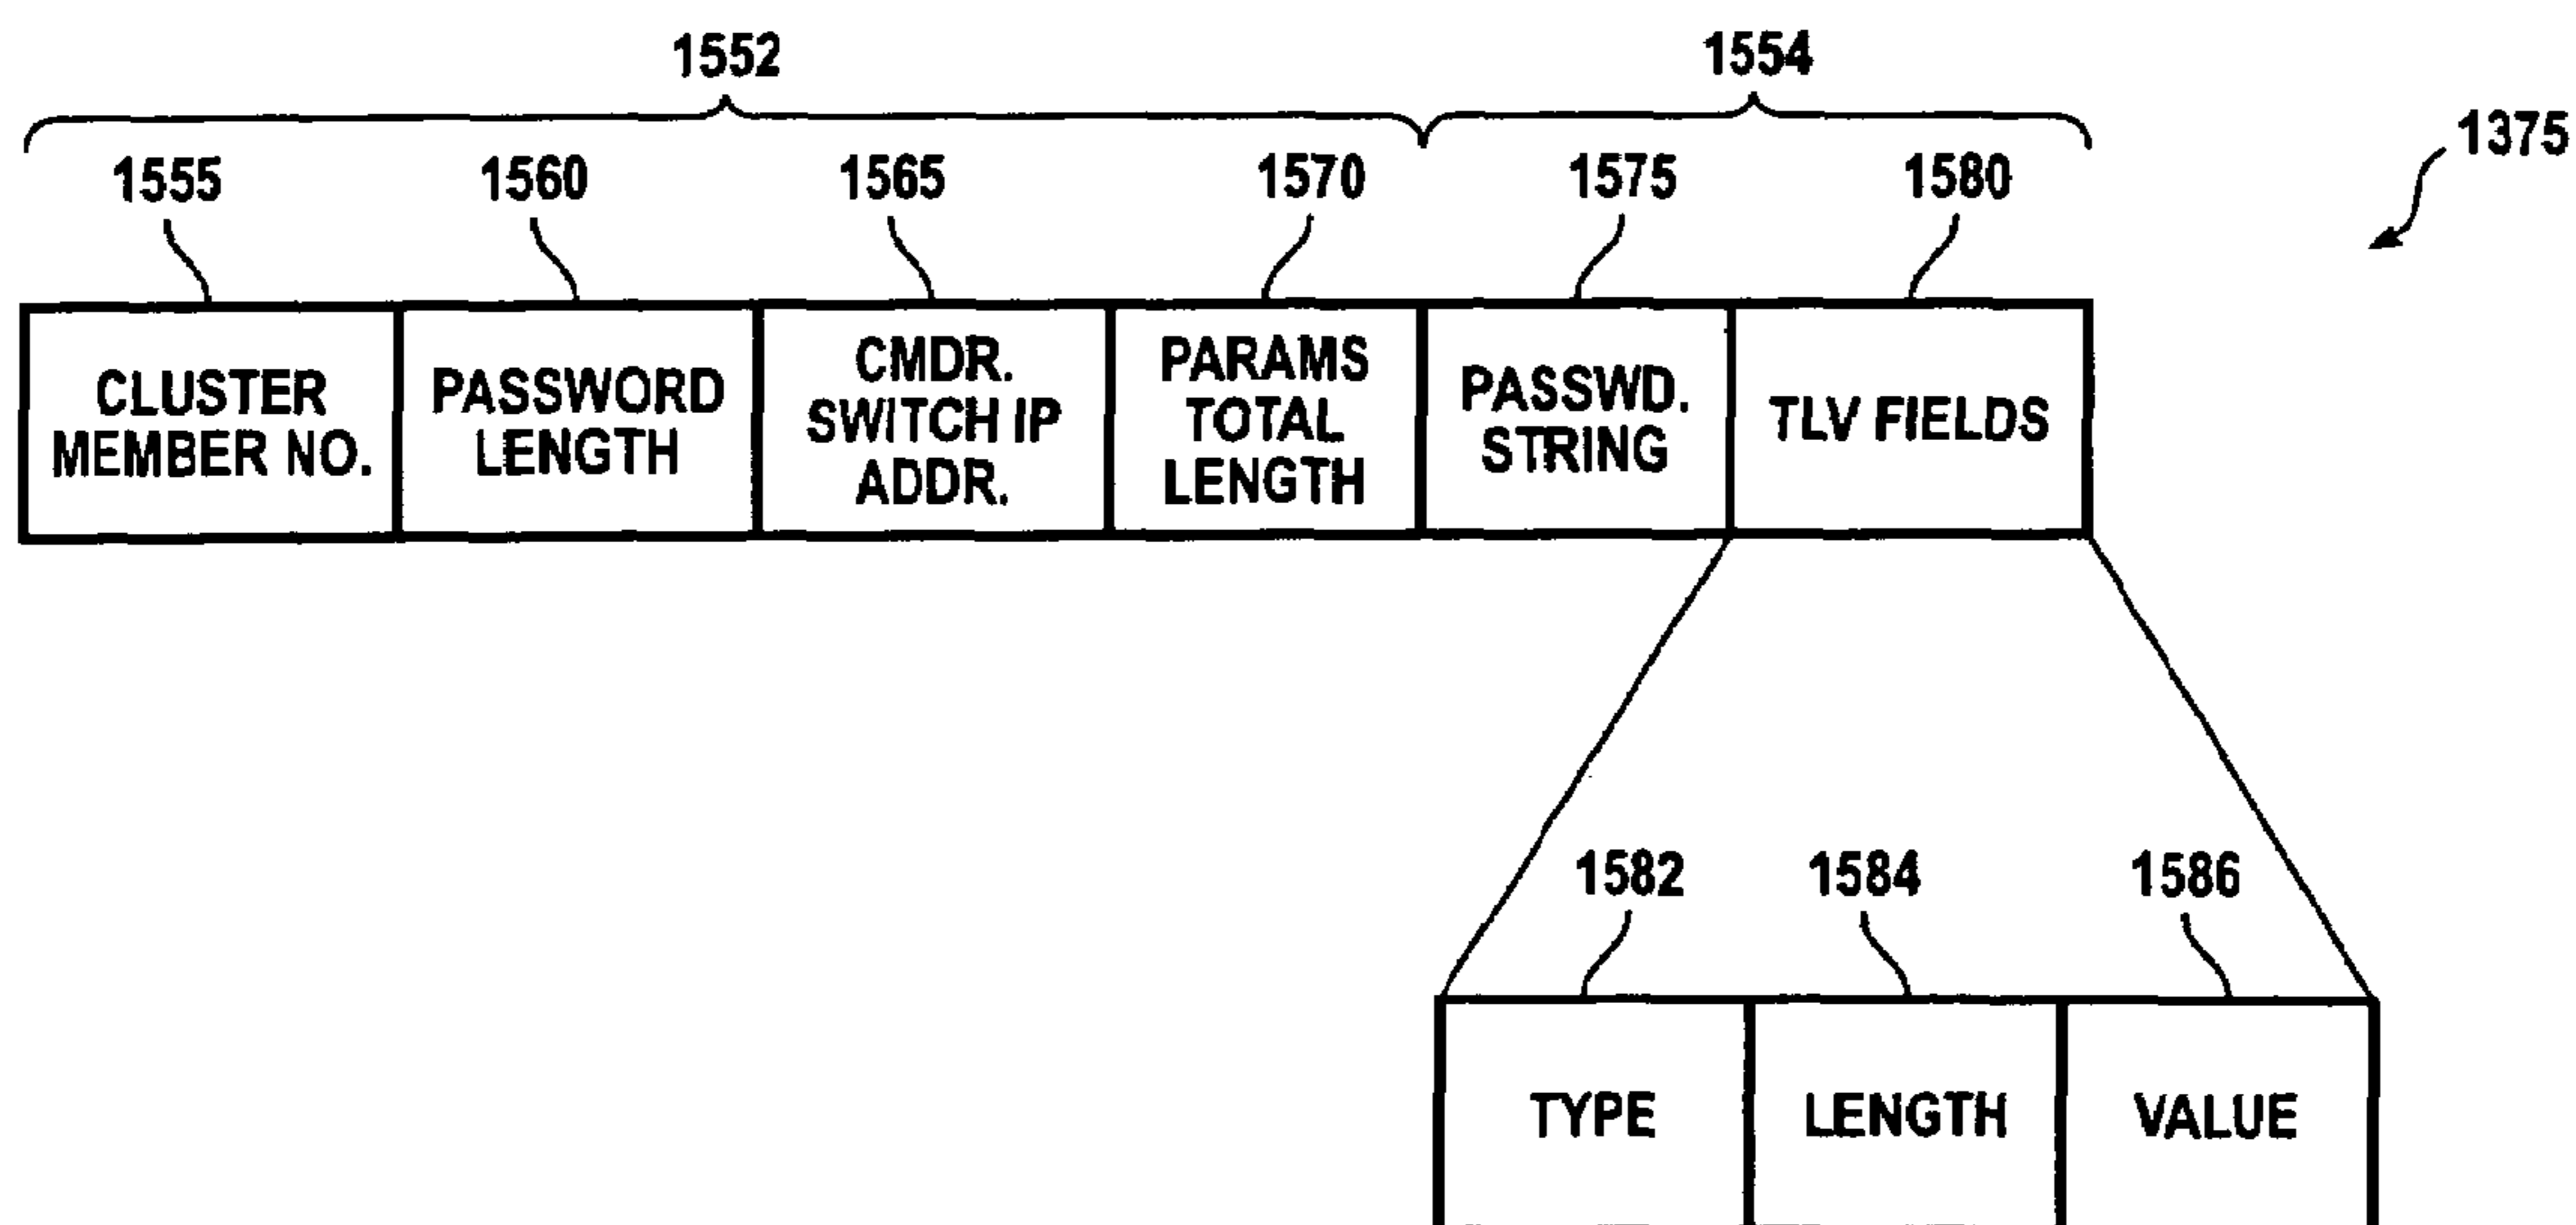 1552 1554
1375
1555 1560 1565 1570 1575 1580
CLUSTER
MEMBER NO.
PASSWORD
LENGTH
CMDR.
SWITCH IP
ADDR.
PARAMS
TOTAL
LENGTH
PASSWD.
STRING
TLV FIELDS
1582 1584 1586
TYPE LENGTH VALUE